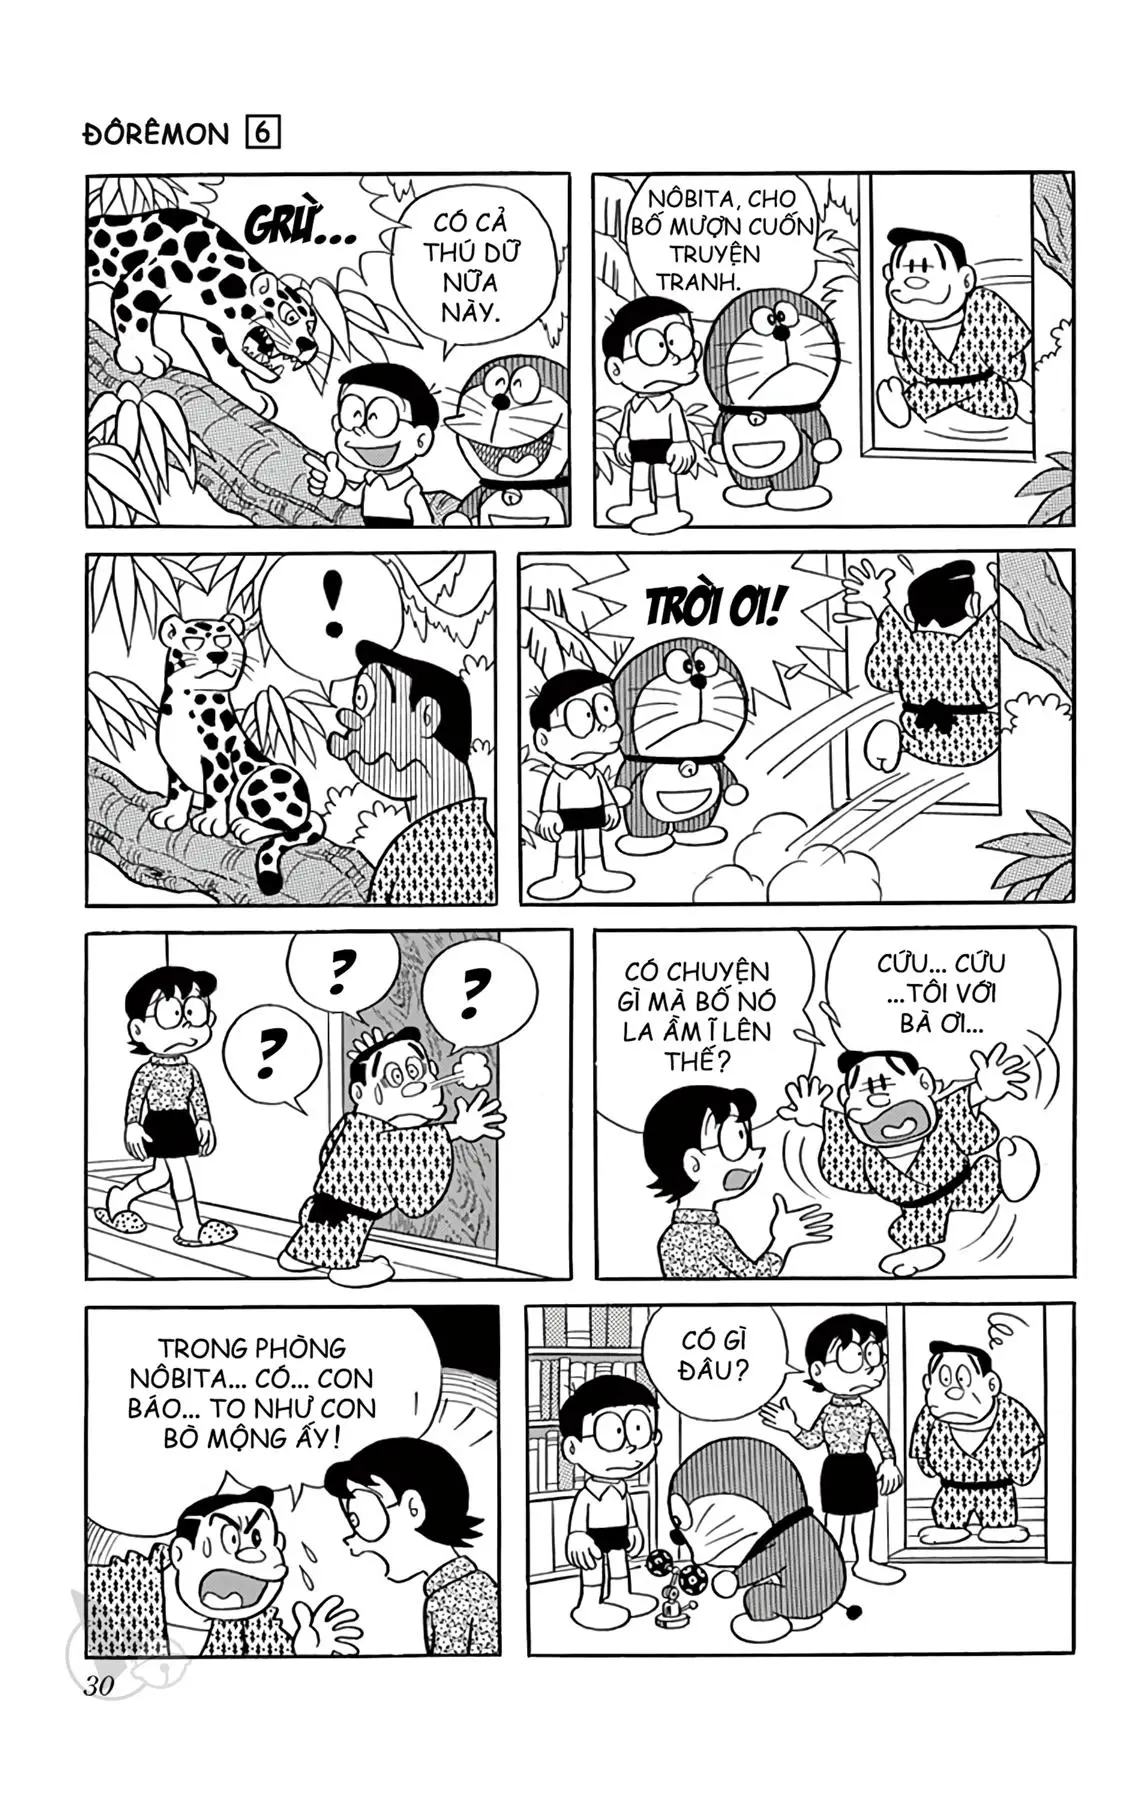 ĐÔRÊMON 6
GRỪ...
CÓ CẢ
THÚ DỮ
NỮA
NÀY.
NÔBITA, CHO
BỐ MƯỢN CUỐN
TRUYỆN
TRANH.
!
TRỜI ƠI!
?
?
?
CÓ CHUYỆN
GÌ MÀ BỐ NÓ
LA ẦM Ĩ LÊN
THẾ?
CỨU... CỨU
...TÔI VỚI
BÀ ƠI...
TRONG PHÒNG
NÔBITA... CÓ... CON
BÁO... TO NHƯ CON
BÒ MỘNG ẤY!
CÓ GÌ
ĐÂU?
30